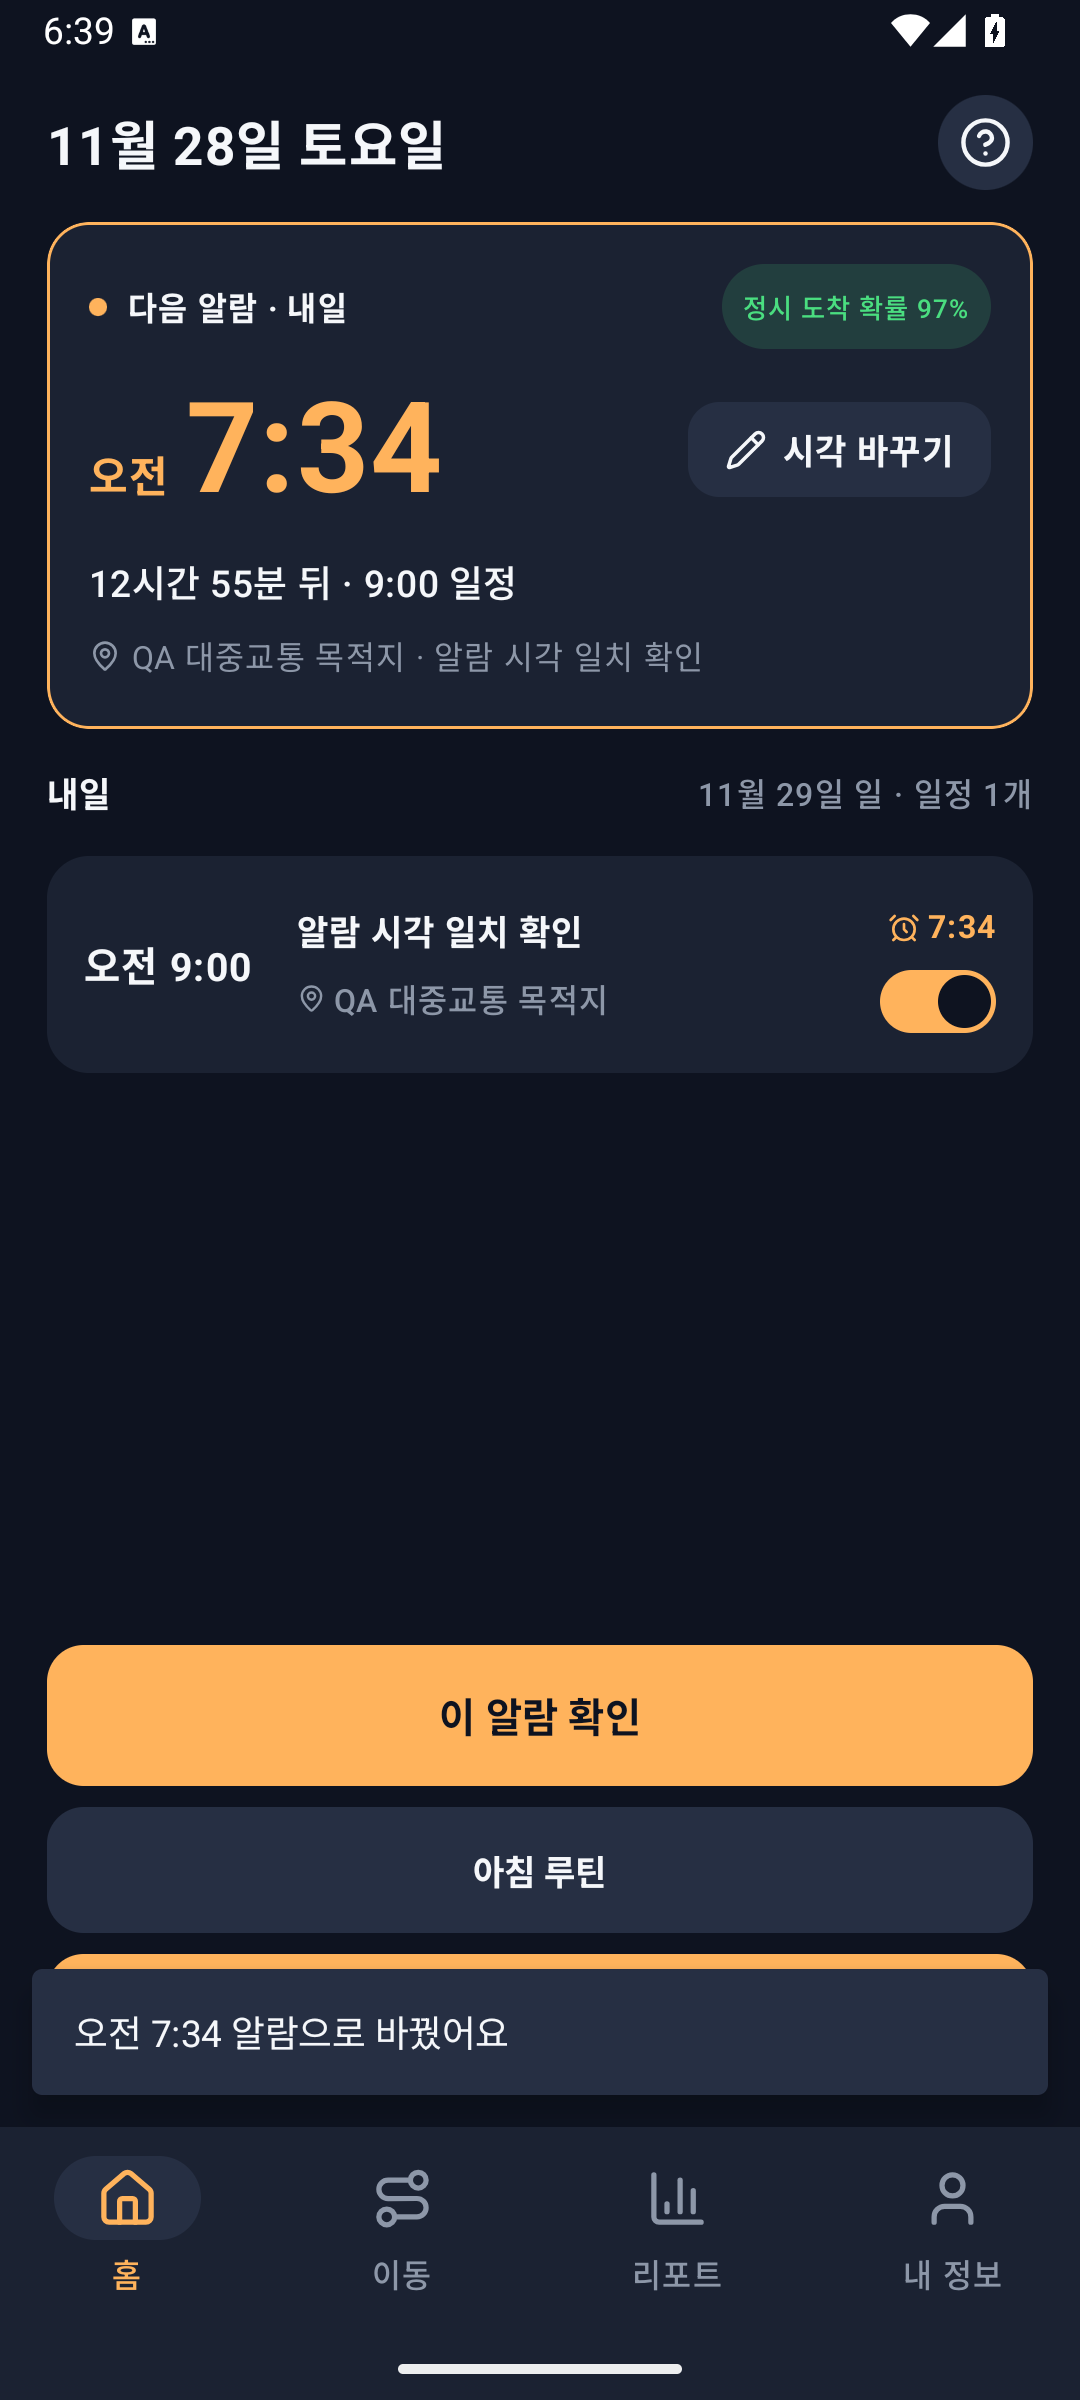 6:39
11월 28일 토요일
다음 알람 · 내일
정시 도착 확률 97%
오전 7:34
시각 바꾸기
12시간 55분 뒤 · 9:00 일정
QA 대중교통 목적지 · 알람 시각 일치 확인
내일
11월 29일 일 · 일정 1개
오전 9:00
알람 시각 일치 확인
QA 대중교통 목적지
7:34
이 알람 확인
아침 루틴
오전 7:34 알람으로 바꿨어요
홈
이동
리포트
내 정보